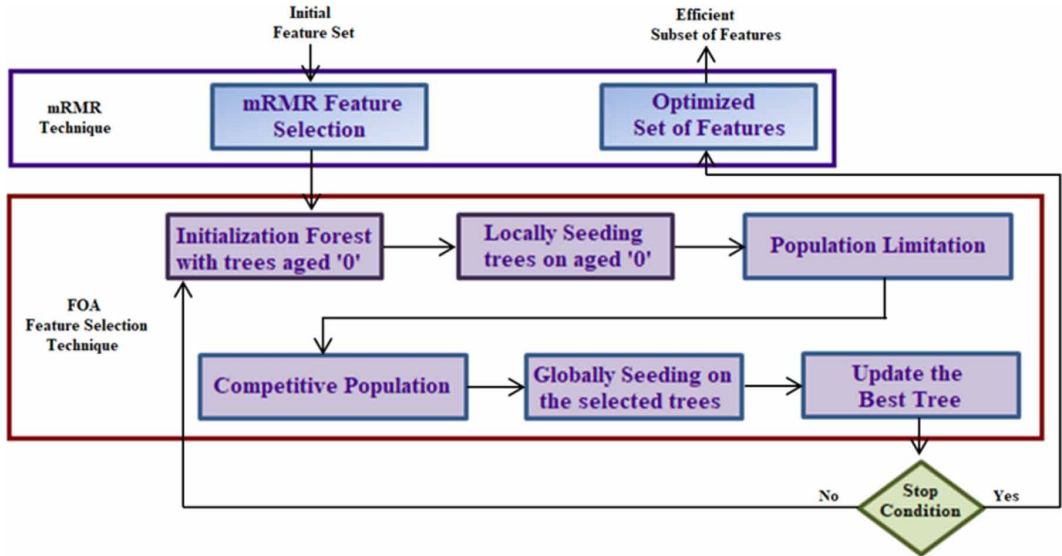 Initial
Feature Set
Efficient
Subset of Features
mRMR
Technique
mRMR Feature
Selection
Optimized
Set of Features
FOA
Feature Selection
Technique
Initialization Forest
with trees aged '0'
Locally Seeding
trees on aged '0'
Population Limitation
Competitive Population
Globally Seeding on
the selected trees
Update the
Best Tree
No
Stop
Condition
Yes